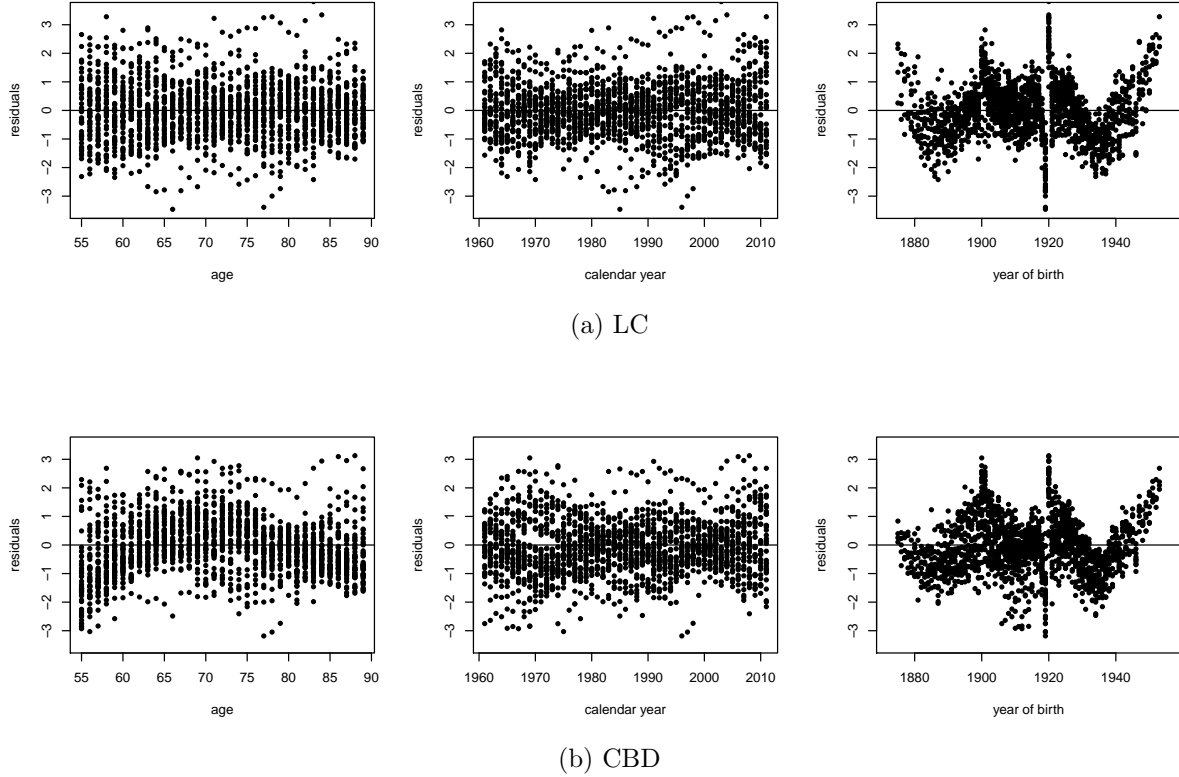 residuals
3
2
1
0
−1
−2
−3
55 60 65 70 75 80 85 90
age
residuals
3
2
1
0
−1
−2
−3
1960 1970 1980 1990 2000 2010
calendar year
residuals
3
2
1
0
−1
−2
−3
1880 1900 1920 1940
year of birth
(a) LC
residuals
3
2
1
0
−1
−2
−3
55 60 65 70 75 80 85 90
age
residuals
3
2
1
0
−1
−2
−3
1960 1970 1980 1990 2000 2010
calendar year
residuals
3
2
1
0
−1
−2
−3
1880 1900 1920 1940
year of birth
(b) CBD